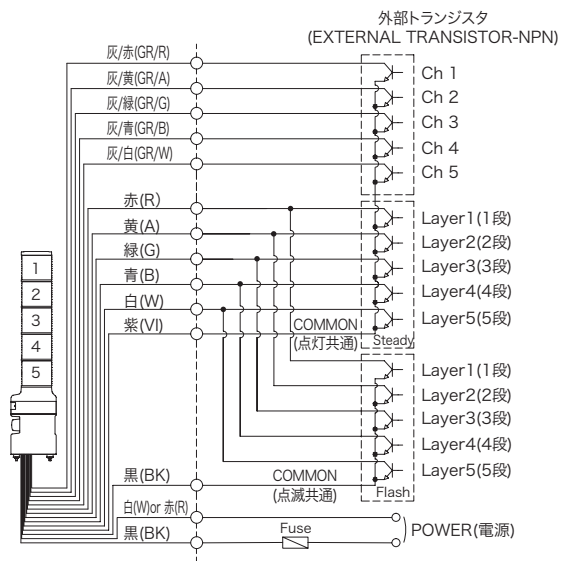 外部トランジスタ
(EXTERNAL TRANSISTOR-NPN)
灰/赤(GR/R)
Ch 1
灰/黄(GR/A)
Ch 2
灰/緑(GR/G)
Ch 3
灰/青(GR/B)
Ch 4
灰/白(GR/W)
Ch 5
赤(R)
Layer1(1段)
黄(A)
Layer2(2段)
緑(G)
Layer3(3段)
青(B)
Layer4(4段)
白(W)
Layer5(5段)
紫(VI)
COMMON
(点灯共通)
Steady
1
2
3
4
5
Layer1(1段)
Layer2(2段)
Layer3(3段)
Layer4(4段)
Layer5(5段)
黒(BK)
COMMON
(点滅共通)
Flash
白(W)or 赤(R)
黒(BK)
Fuse
POWER(電源)